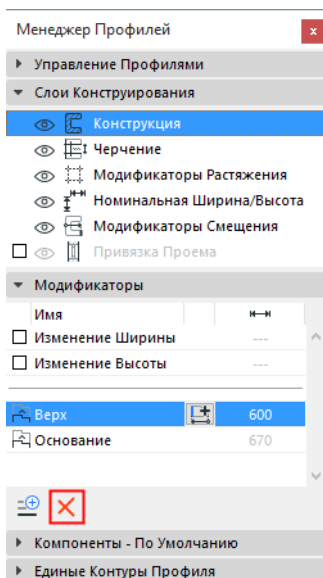 Менеджер Профилей
x
Управление Профилями
Слои Конструирования
Конструкция
Черчение
Модификаторы Растяжения
Номинальная Ширина/Высота
Модификаторы Смещения
Привязка Проема
Модификаторы
Имя
Изменение Ширины ---
Изменение Высоты ---
Верх 600
Основание 670
Компоненты - По Умолчанию
Единые Контуры Профиля